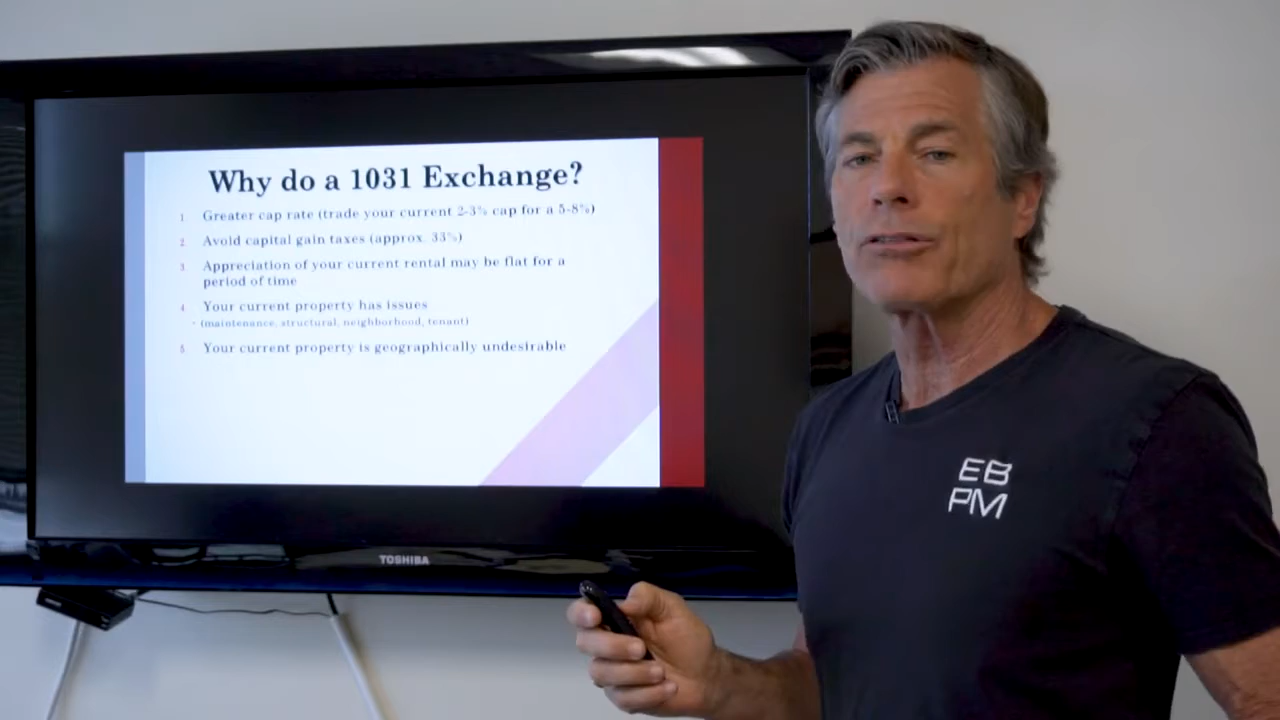 Why do a 1031 Exchange?
1. Greater cap rate (trade your current 2-3% cap for a 5-8%)
2. Avoid capital gain taxes (approx. 33%)
3. Appreciation of your current rental may be flat for a
period of time
4. Your current property has issues
• (maintenance, structural, neighborhood, tenant)
5. Your current property is geographically undesirable
TOSHIBA
EB
PM